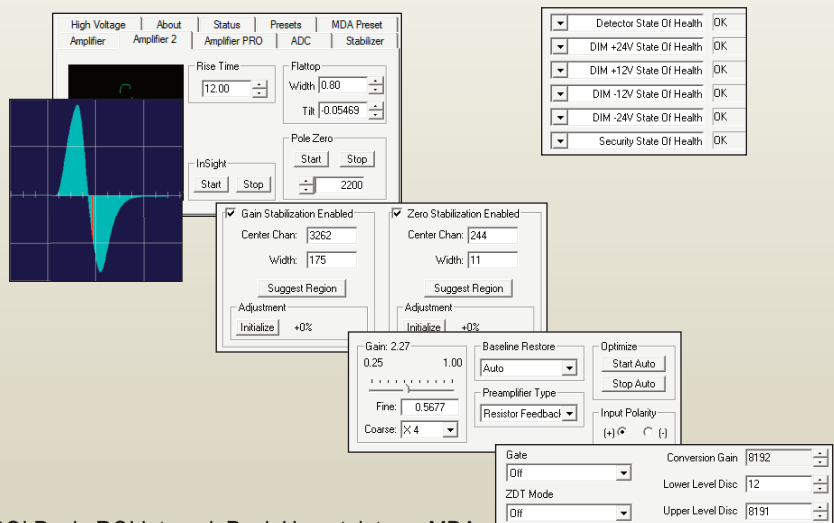 High Voltage About Status Presets MDA Preset
Amplifier Amplifier 2 Amplifier PRO ADC Stabilizer
Rise Time
12.00
Flattop
Width 0.80
Tilt -0.05469
Pole Zero
Start Stop
2200
InSight
Start Stop
Detector State Of Health OK
DIM +24V State Of Health OK
DIM +12V State Of Health OK
DIM -12V State Of Health OK
DIM -24V State Of Health OK
Security State Of Health OK
Gain Stabilization Enabled
Center Chan: 3262
Width: 175
Suggest Region
Adjustment
Initialize +0%
Zero Stabilization Enabled
Center Chan: 244
Width: 11
Suggest Region
Adjustment
Initialize +0%
Gain: 2.27
0.25 1.00
Fine: 0.5677
Coarse: X 4
Baseline Restore
Auto
Preamplifier Type
Resistor Feedback
Optimize
Start Auto
Stop Auto
Input Polarity
(+) (-)
Gate
Off
ZDT Mode
Off
Conversion Gain 8192
Lower Level Disc 12
Upper Level Disc 8191